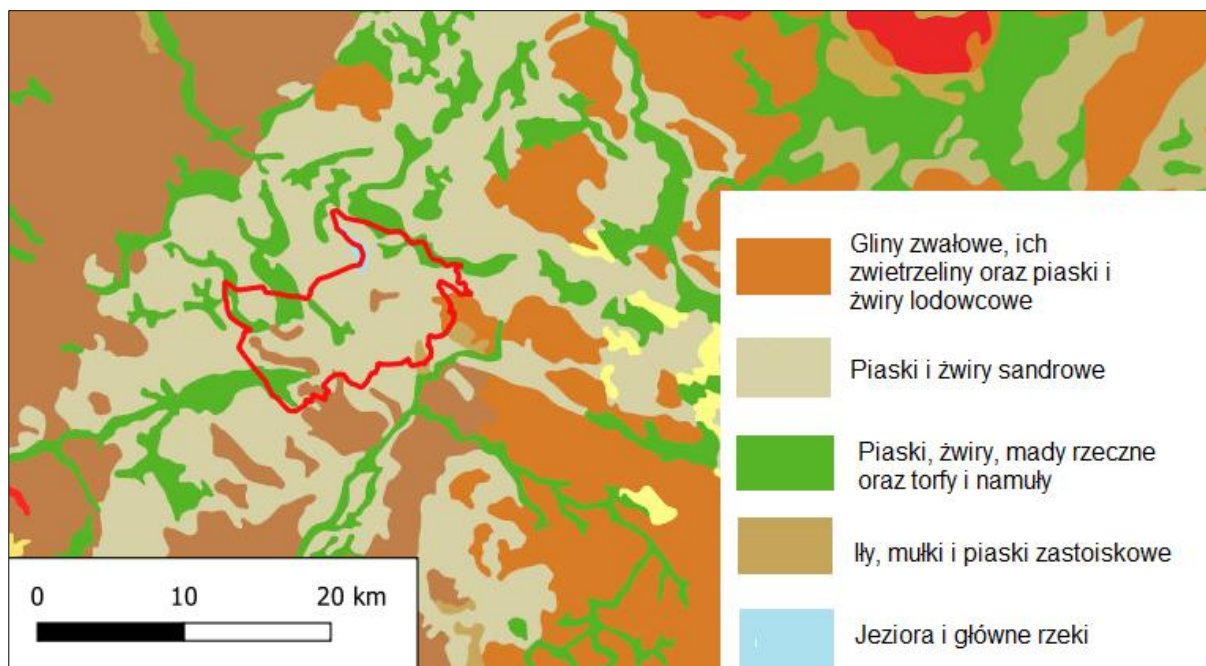 Gliny zwałowe, ich
zwietrzeliny oraz piaski i
żwiry lodowcowe
Piaski i żwiry sandrowe
Piaski, żwiry, mady rzeczne
oraz torfy i namuły
Iły, mułki i piaski zastoiskowe
Jeziora i główne rzeki
0 10 20 km